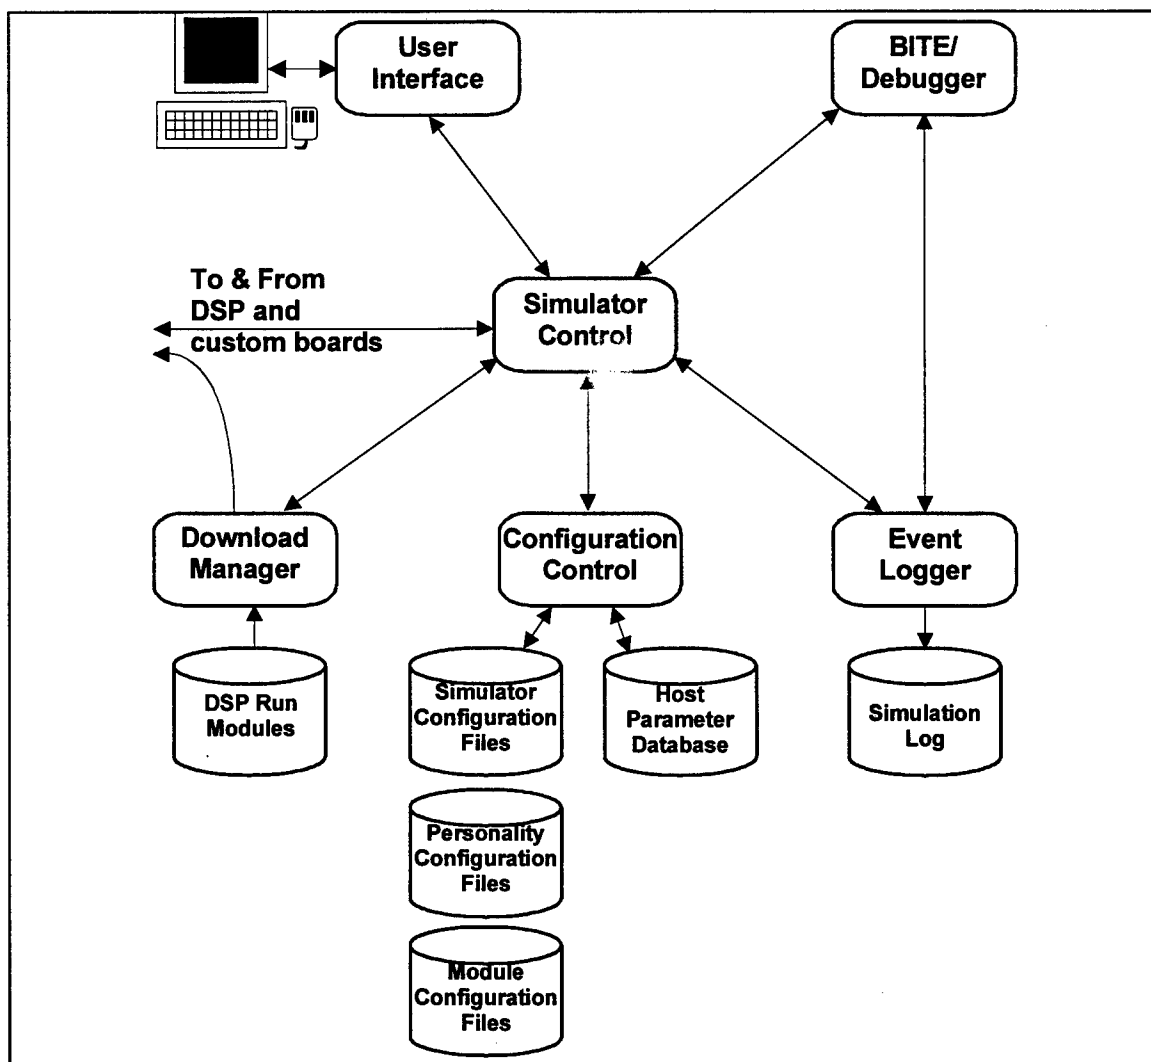 User
Interface
BITE/
Debugger
To & From
DSP and
custom boards
Simulator
Control
Download
Manager
Configuration
Control
Event
Logger
DSP Run
Modules
Simulator
Configuration
Files
Host
Parameter
Database
Simulation
Log
Personality
Configuration
Files
Module
Configuration
Files